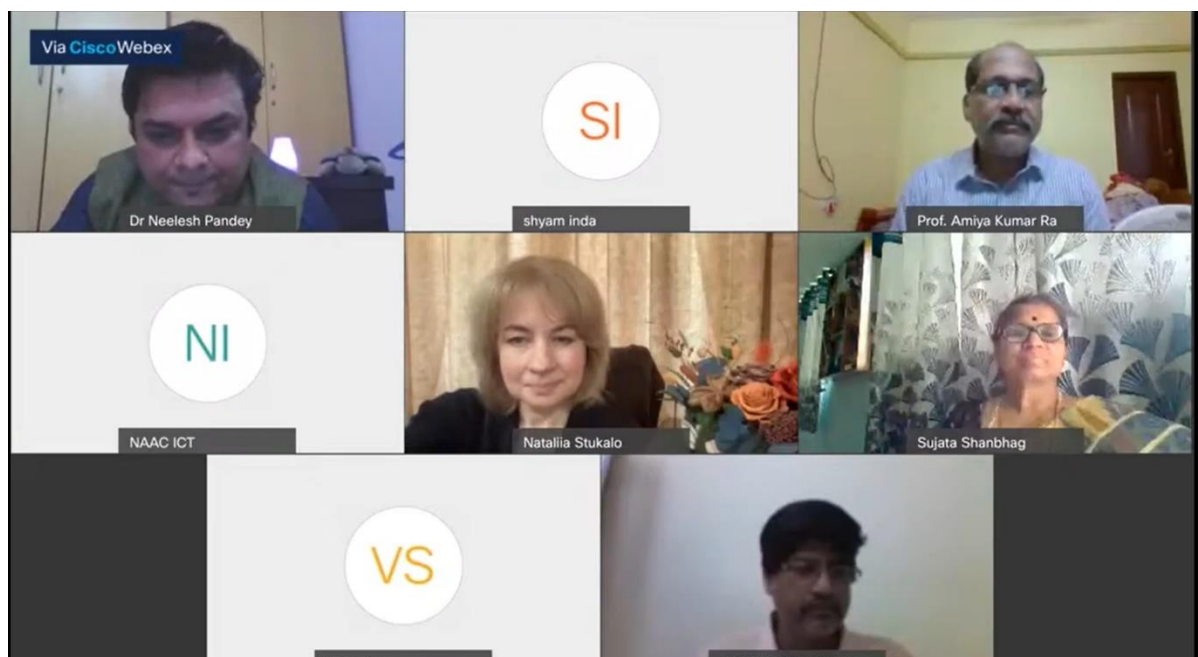 Via CiscoWebex
Dr Neelesh Pandey
SI
shyam inda
Prof. Amiya Kumar Ra
NI
NAAC ICT
Nataliia Stukalo
Sujata Shanbhag
VS